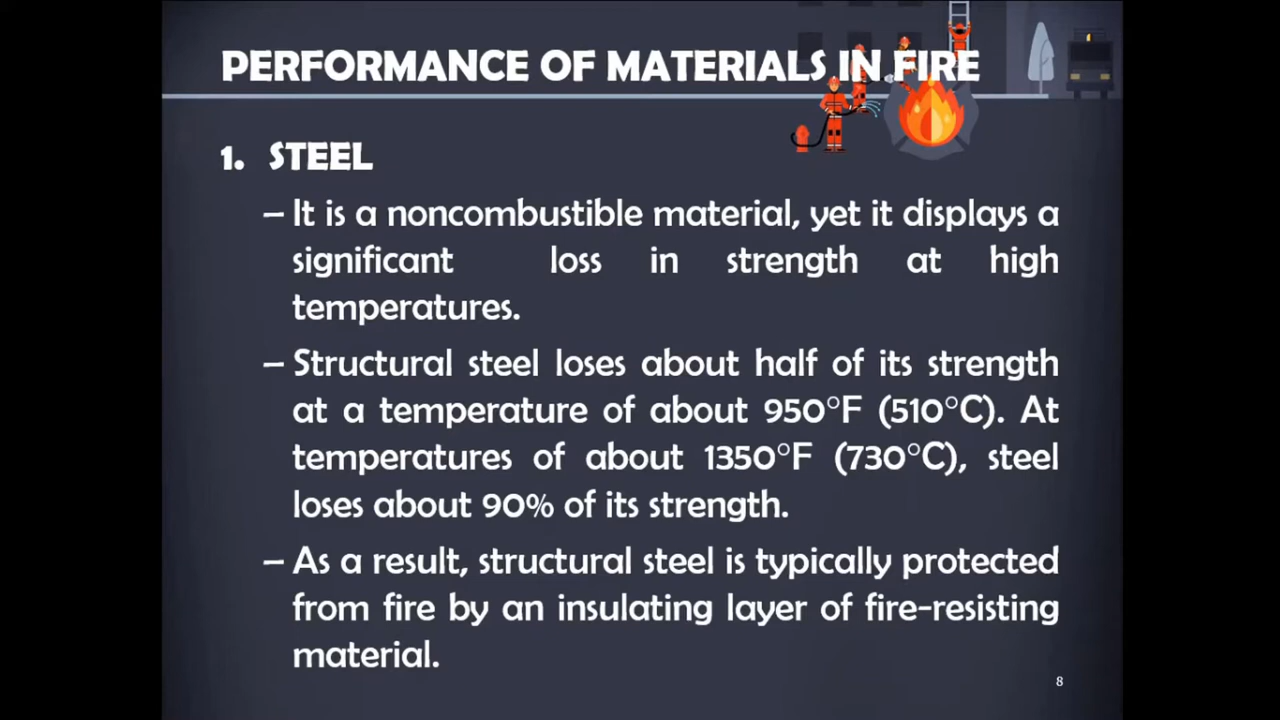 PERFORMANCE OF MATERIALS IN FIRE
1. STEEL
– It is a noncombustible material, yet it displays a
significant loss in strength at high
temperatures.
– Structural steel loses about half of its strength
at a temperature of about 950°F (510°C). At
temperatures of about 1350°F (730°C), steel
loses about 90% of its strength.
– As a result, structural steel is typically protected
from fire by an insulating layer of fire-resisting
material.
8